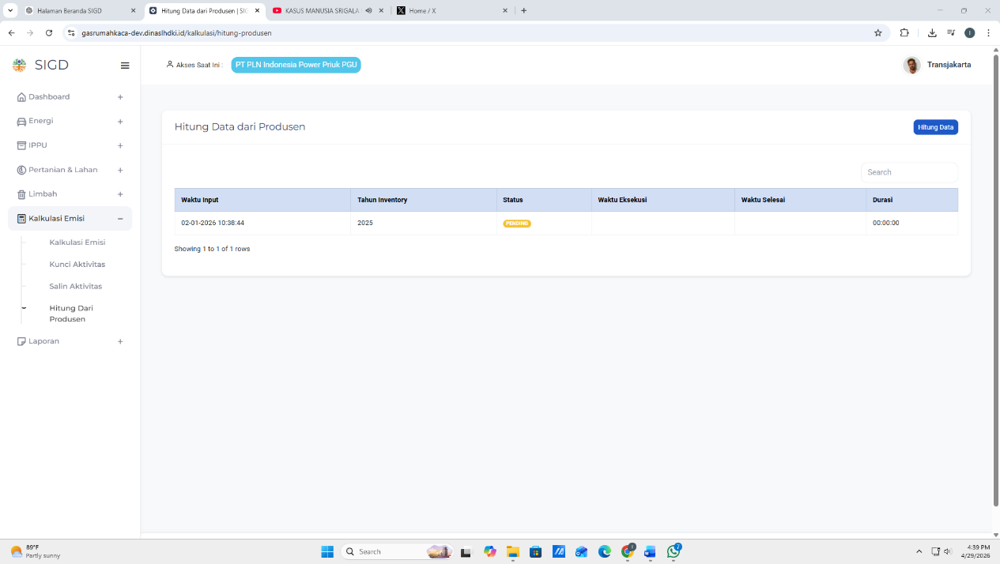 Halaman Beranda SIGD
Hitung Data dari Produsen | SIG
KASUS MANUSIA SRIGALA
Home / X
gasrumahkaca-dev.dinaslhdki.id/kalkulasi/hitung-produsen
SIGD
Akses Saat Ini :
PT PLN Indonesia Power Priuk PGU
Transjakarta
Dashboard
Energi
IPPU
Pertanian & Lahan
Limbah
Kalkulasi Emisi
Kalkulasi Emisi
Kunci Aktivitas
Salin Aktivitas
Hitung Dari
Produsen
Laporan
Hitung Data dari Produsen
Hitung Data
Search
Waktu Input Tahun Inventory Status Waktu Eksekusi Waktu Selesai Durasi
02-01-2026 10:38:44 2025 PENDING 00:00:00
Showing 1 to 1 of 1 rows
89°F
Partly sunny
Search
4:39 PM
4/29/2026